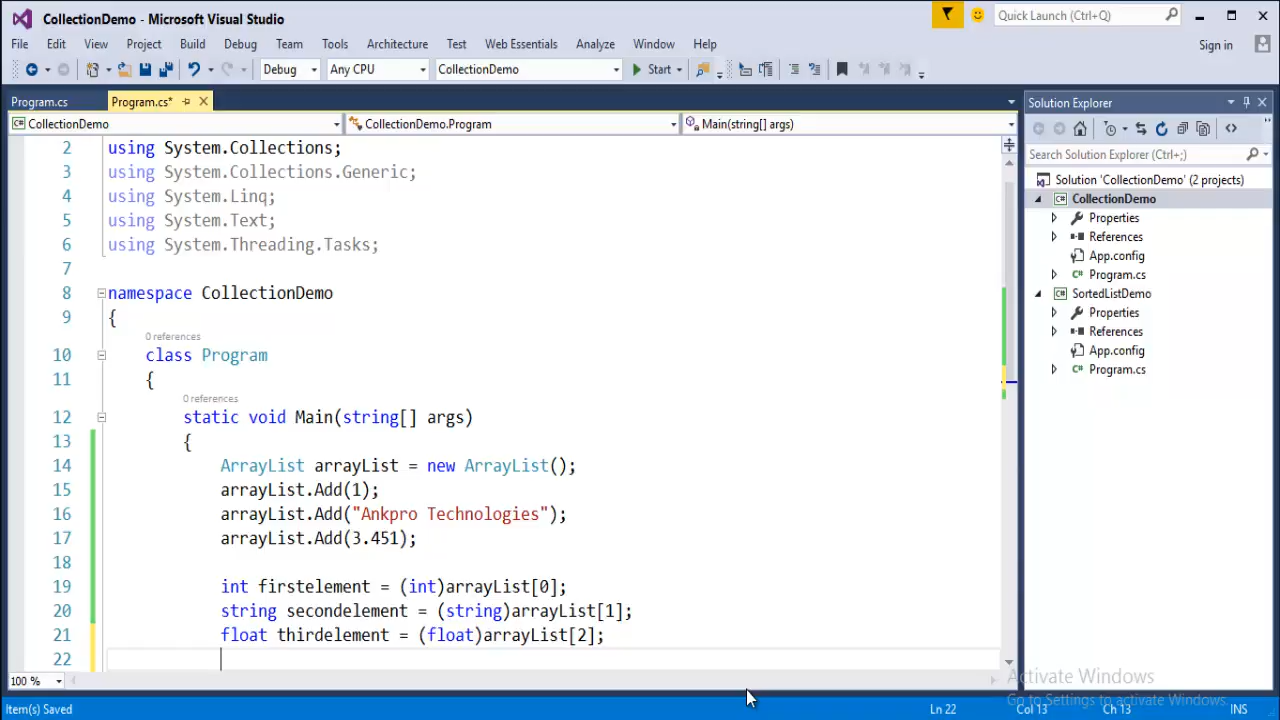 CollectionDemo - Microsoft Visual Studio
Quick Launch (Ctrl+Q)
File Edit View Project Build Debug Team Tools Architecture Test Web Essentials Analyze Window Help
Sign in
Debug Any CPU CollectionDemo Start
Program.cs Program.cs*
CollectionDemo CollectionDemo.Program Main(string[] args)
2 using System.Collections;
3 using System.Collections.Generic;
4 using System.Linq;
5 using System.Text;
6 using System.Threading.Tasks;
7
8 namespace CollectionDemo
9 {
0 references
10 class Program
11 {
0 references
12 static void Main(string[] args)
13 {
14 ArrayList arrayList = new ArrayList();
15 arrayList.Add(1);
16 arrayList.Add("Ankpro Technologies");
17 arrayList.Add(3.451);
18
19 int firstelement = (int)arrayList[0];
20 string secondelement = (string)arrayList[1];
21 float thirdelement = (float)arrayList[2];
22
100 %
Solution Explorer
Search Solution Explorer (Ctrl+;)
Solution 'CollectionDemo' (2 projects)
C# CollectionDemo
Properties
References
App.config
C# Program.cs
C# SortedListDemo
Properties
References
App.config
C# Program.cs
Activate Windows
Go to Settings to activate Windows.
Item(s) Saved Ln 22 Col 13 Ch 13 INS